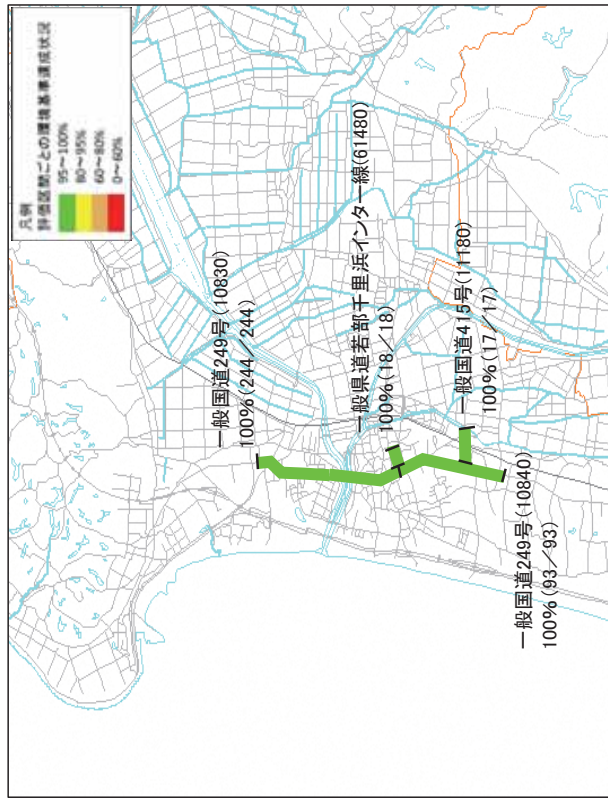 凡例
評価区間ごとの環境基準達成状況
95～100%
80～95%
60～80%
0～60%
一般国道249号(10830)
100%(244／244)
一般県道若部千里浜インター線(61480)
100%(18／18)
一般国道415号(11180)
100%(17／17)
一般国道249号(10840)
100%(93／93)